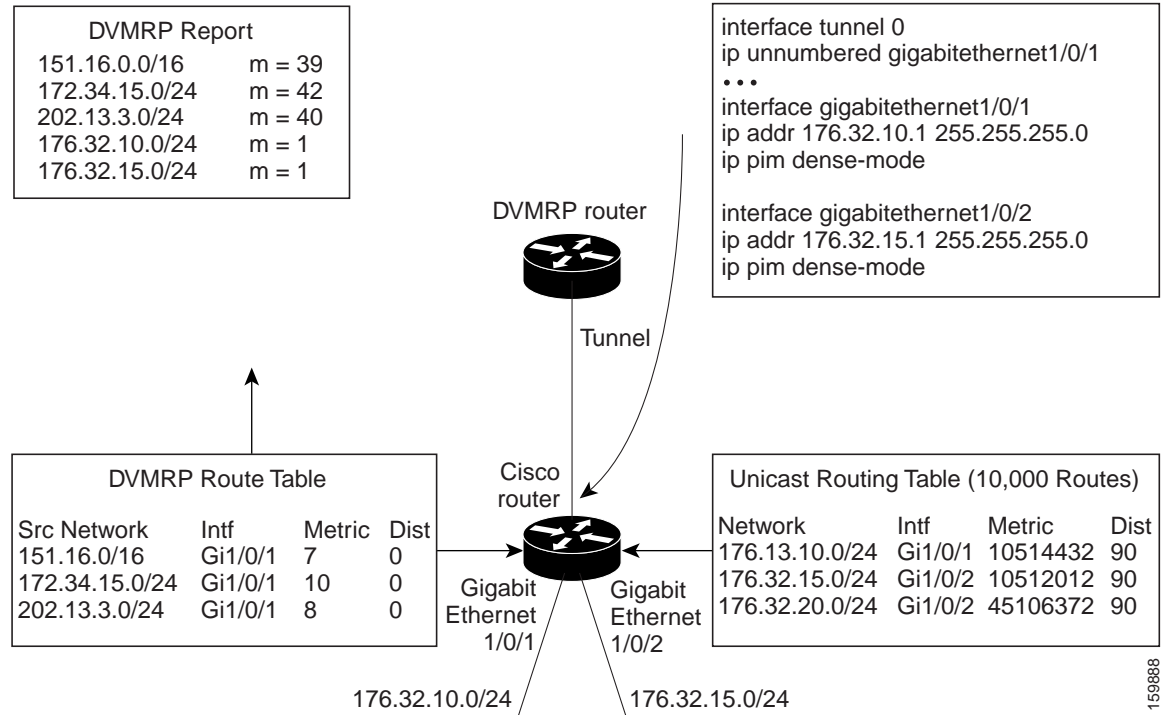 DVMRP Report
151.16.0.0/16 m = 39
172.34.15.0/24 m = 42
202.13.3.0/24 m = 40
176.32.10.0/24 m = 1
176.32.15.0/24 m = 1
interface tunnel 0
ip unnumbered gigabitethernet1/0/1
• • •
interface gigabitethernet1/0/1
ip addr 176.32.10.1 255.255.255.0
ip pim dense-mode
interface gigabitethernet1/0/2
ip addr 176.32.15.1 255.255.255.0
ip pim dense-mode
DVMRP router
Tunnel
Cisco
router
DVMRP Route Table
Src Network Intf Metric Dist
151.16.0/16 Gi1/0/1 7 0
172.34.15.0/24 Gi1/0/1 10 0
202.13.3.0/24 Gi1/0/1 8 0
Unicast Routing Table (10,000 Routes)
Network Intf Metric Dist
176.13.10.0/24 Gi1/0/1 10514432 90
176.32.15.0/24 Gi1/0/2 10512012 90
176.32.20.0/24 Gi1/0/2 45106372 90
Gigabit
Ethernet
1/0/1
Gigabit
Ethernet
1/0/2
176.32.10.0/24
176.32.15.0/24
159888